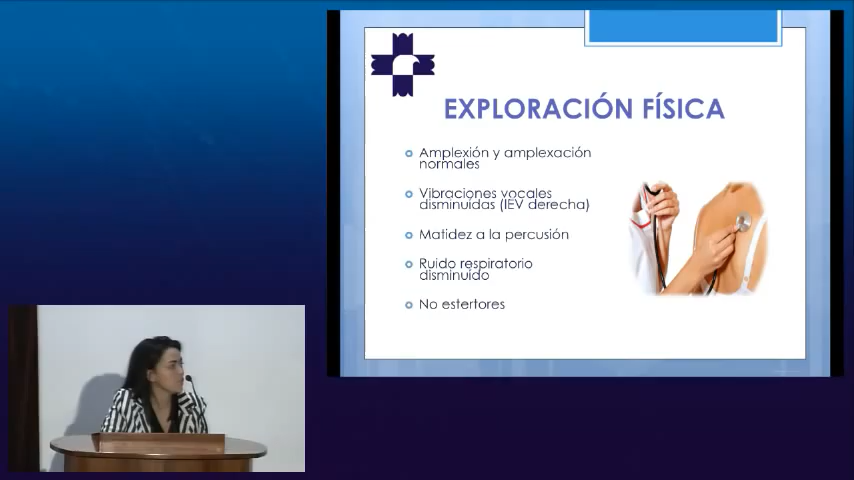 EXPLORACIÓN FÍSICA
Amplexión y amplexación
normales
Vibraciones vocales
disminuidas (IEV derecha)
Matidez a la percusión
Ruido respiratorio
disminuido
No estertores